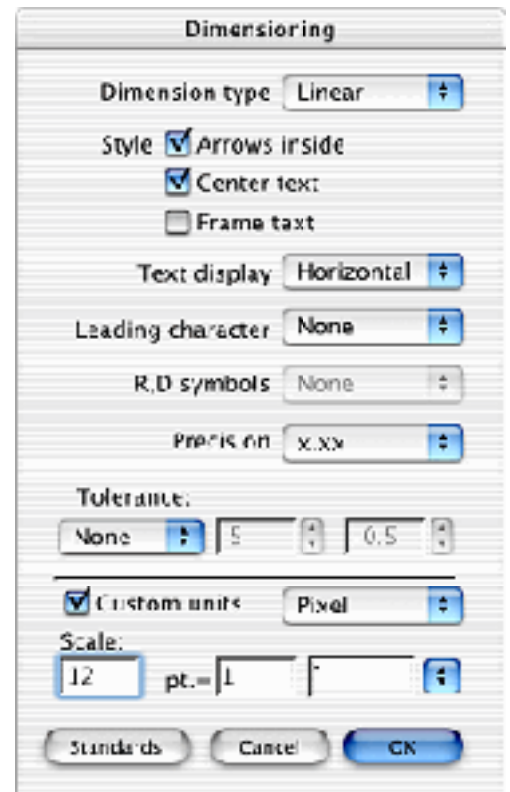 Dimensioning
Dimension type Linear
Style Arrows inside
Center text
Frame text
Text display Horizontal
Leading character None
R,D symbols None
Precision x.xx
Tolerance:
None 5 0.5
Custom units Pixel
Scale:
12 pt.= 1
Standards Cancel OK